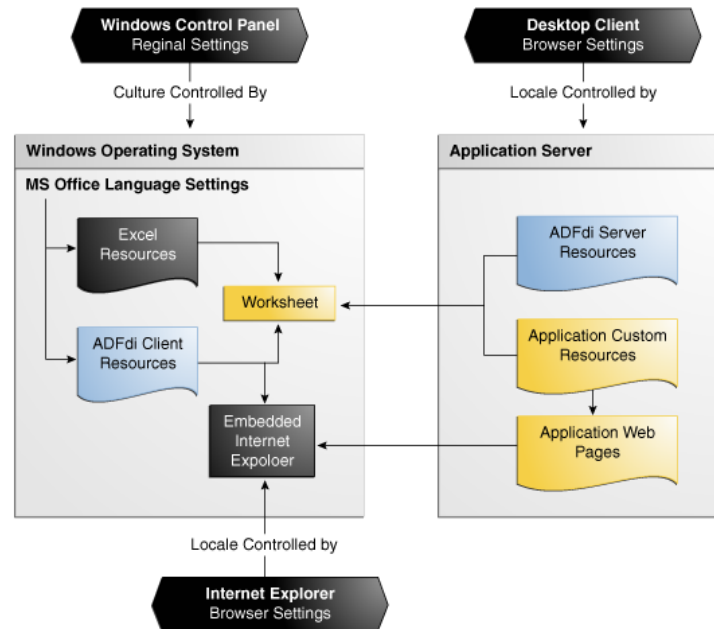 Windows Control Panel
Reginal Settings
Desktop Client
Browser Settings
Culture Controlled By
Locale Controlled by
Windows Operating System
Application Server
MS Office Language Settings
Excel
Resources
ADFdi Server
Resources
Worksheet
ADFdi Client
Resources
Application Custom
Resources
Embedded
Internet
Expoloer
Application Web
Pages
Locale Controlled by
Internet Explorer
Browser Settings